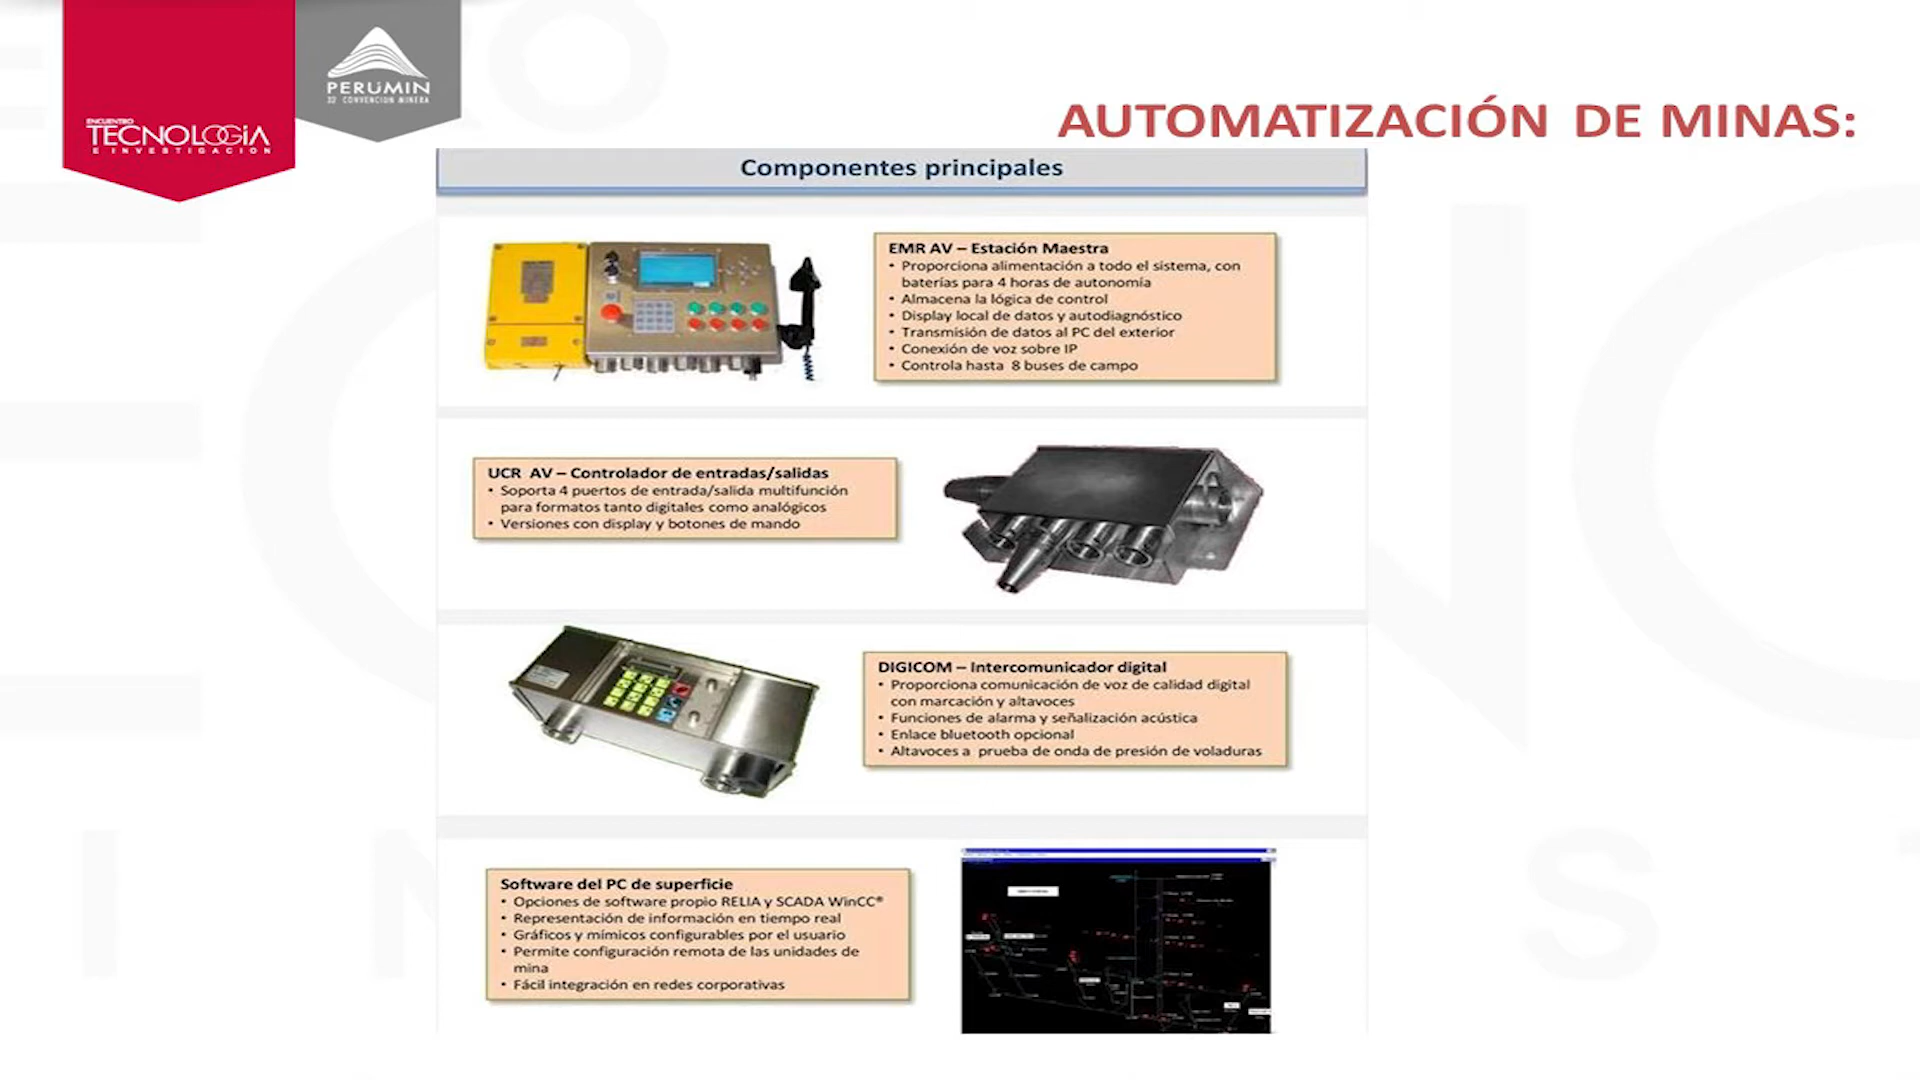 ENCUENTRO
TECNOLOGÍA
E INVESTIGACIÓN
PERUMIN
32 CONVENCIÓN MINERA
AUTOMATIZACIÓN DE MINAS:
Componentes principales
EMR AV – Estación Maestra
• Proporciona alimentación a todo el sistema, con
baterías para 4 horas de autonomía
• Almacena la lógica de control
• Display local de datos y autodiagnóstico
• Transmisión de datos al PC del exterior
• Conexión de voz sobre IP
• Controla hasta 8 buses de campo
UCR AV – Controlador de entradas/salidas
• Soporta 4 puertos de entrada/salida multifunción
para formatos tanto digitales como analógicos
• Versiones con display y botones de mando
DIGICOM – Intercomunicador digital
• Proporciona comunicación de voz de calidad digital
con marcación y altavoces
• Funciones de alarma y señalización acústica
• Enlace bluetooth opcional
• Altavoces a prueba de onda de presión de voladuras
Software del PC de superficie
• Opciones de software propio RELIA y SCADA WinCC®
• Representación de información en tiempo real
• Gráficos y mímicos configurables por el usuario
• Permite configuración remota de las unidades de
mina
• Fácil integración en redes corporativas